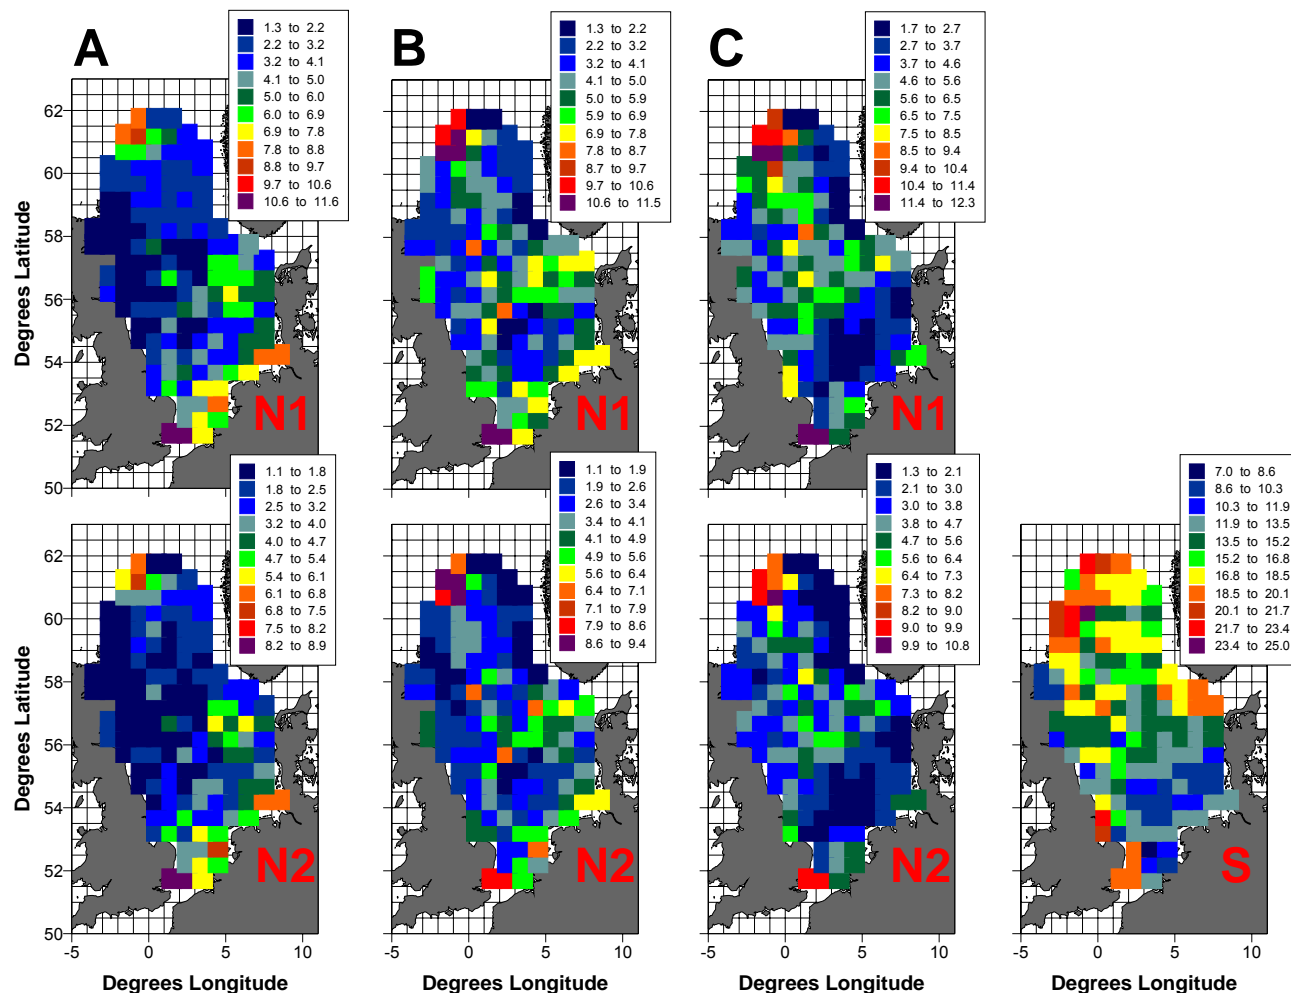 A
1.3 to 2.2
2.2 to 3.2
3.2 to 4.1
4.1 to 5.0
5.0 to 6.0
6.0 to 6.9
6.9 to 7.8
7.8 to 8.8
8.8 to 9.7
9.7 to 10.6
10.6 to 11.6
B
1.3 to 2.2
2.2 to 3.2
3.2 to 4.1
4.1 to 5.0
5.0 to 5.9
5.9 to 6.9
6.9 to 7.8
7.8 to 8.7
8.7 to 9.7
9.7 to 10.6
10.6 to 11.5
C
1.7 to 2.7
2.7 to 3.7
3.7 to 4.6
4.6 to 5.6
5.6 to 6.5
6.5 to 7.5
7.5 to 8.5
8.5 to 9.4
9.4 to 10.4
10.4 to 11.4
11.4 to 12.3
Degrees Latitude
62
60
58
56
54
52
50
N1
N1
N1
1.1 to 1.8
1.8 to 2.5
2.5 to 3.2
3.2 to 4.0
4.0 to 4.7
4.7 to 5.4
5.4 to 6.1
6.1 to 6.8
6.8 to 7.5
7.5 to 8.2
8.2 to 8.9
1.1 to 1.9
1.9 to 2.6
2.6 to 3.4
3.4 to 4.1
4.1 to 4.9
4.9 to 5.6
5.6 to 6.4
6.4 to 7.1
7.1 to 7.9
7.9 to 8.6
8.6 to 9.4
1.3 to 2.1
2.1 to 3.0
3.0 to 3.8
3.8 to 4.7
4.7 to 5.6
5.6 to 6.4
6.4 to 7.3
7.3 to 8.2
8.2 to 9.0
9.0 to 9.9
9.9 to 10.8
7.0 to 8.6
8.6 to 10.3
10.3 to 11.9
11.9 to 13.5
13.5 to 15.2
15.2 to 16.8
16.8 to 18.5
18.5 to 20.1
20.1 to 21.7
21.7 to 23.4
23.4 to 25.0
Degrees Latitude
62
60
58
56
54
52
50
N2
N2
N2
S
-5 0 5 10
-5 0 5 10
-5 0 5 10
-5 0 5 10
Degrees Longitude
Degrees Longitude
Degrees Longitude
Degrees Longitude